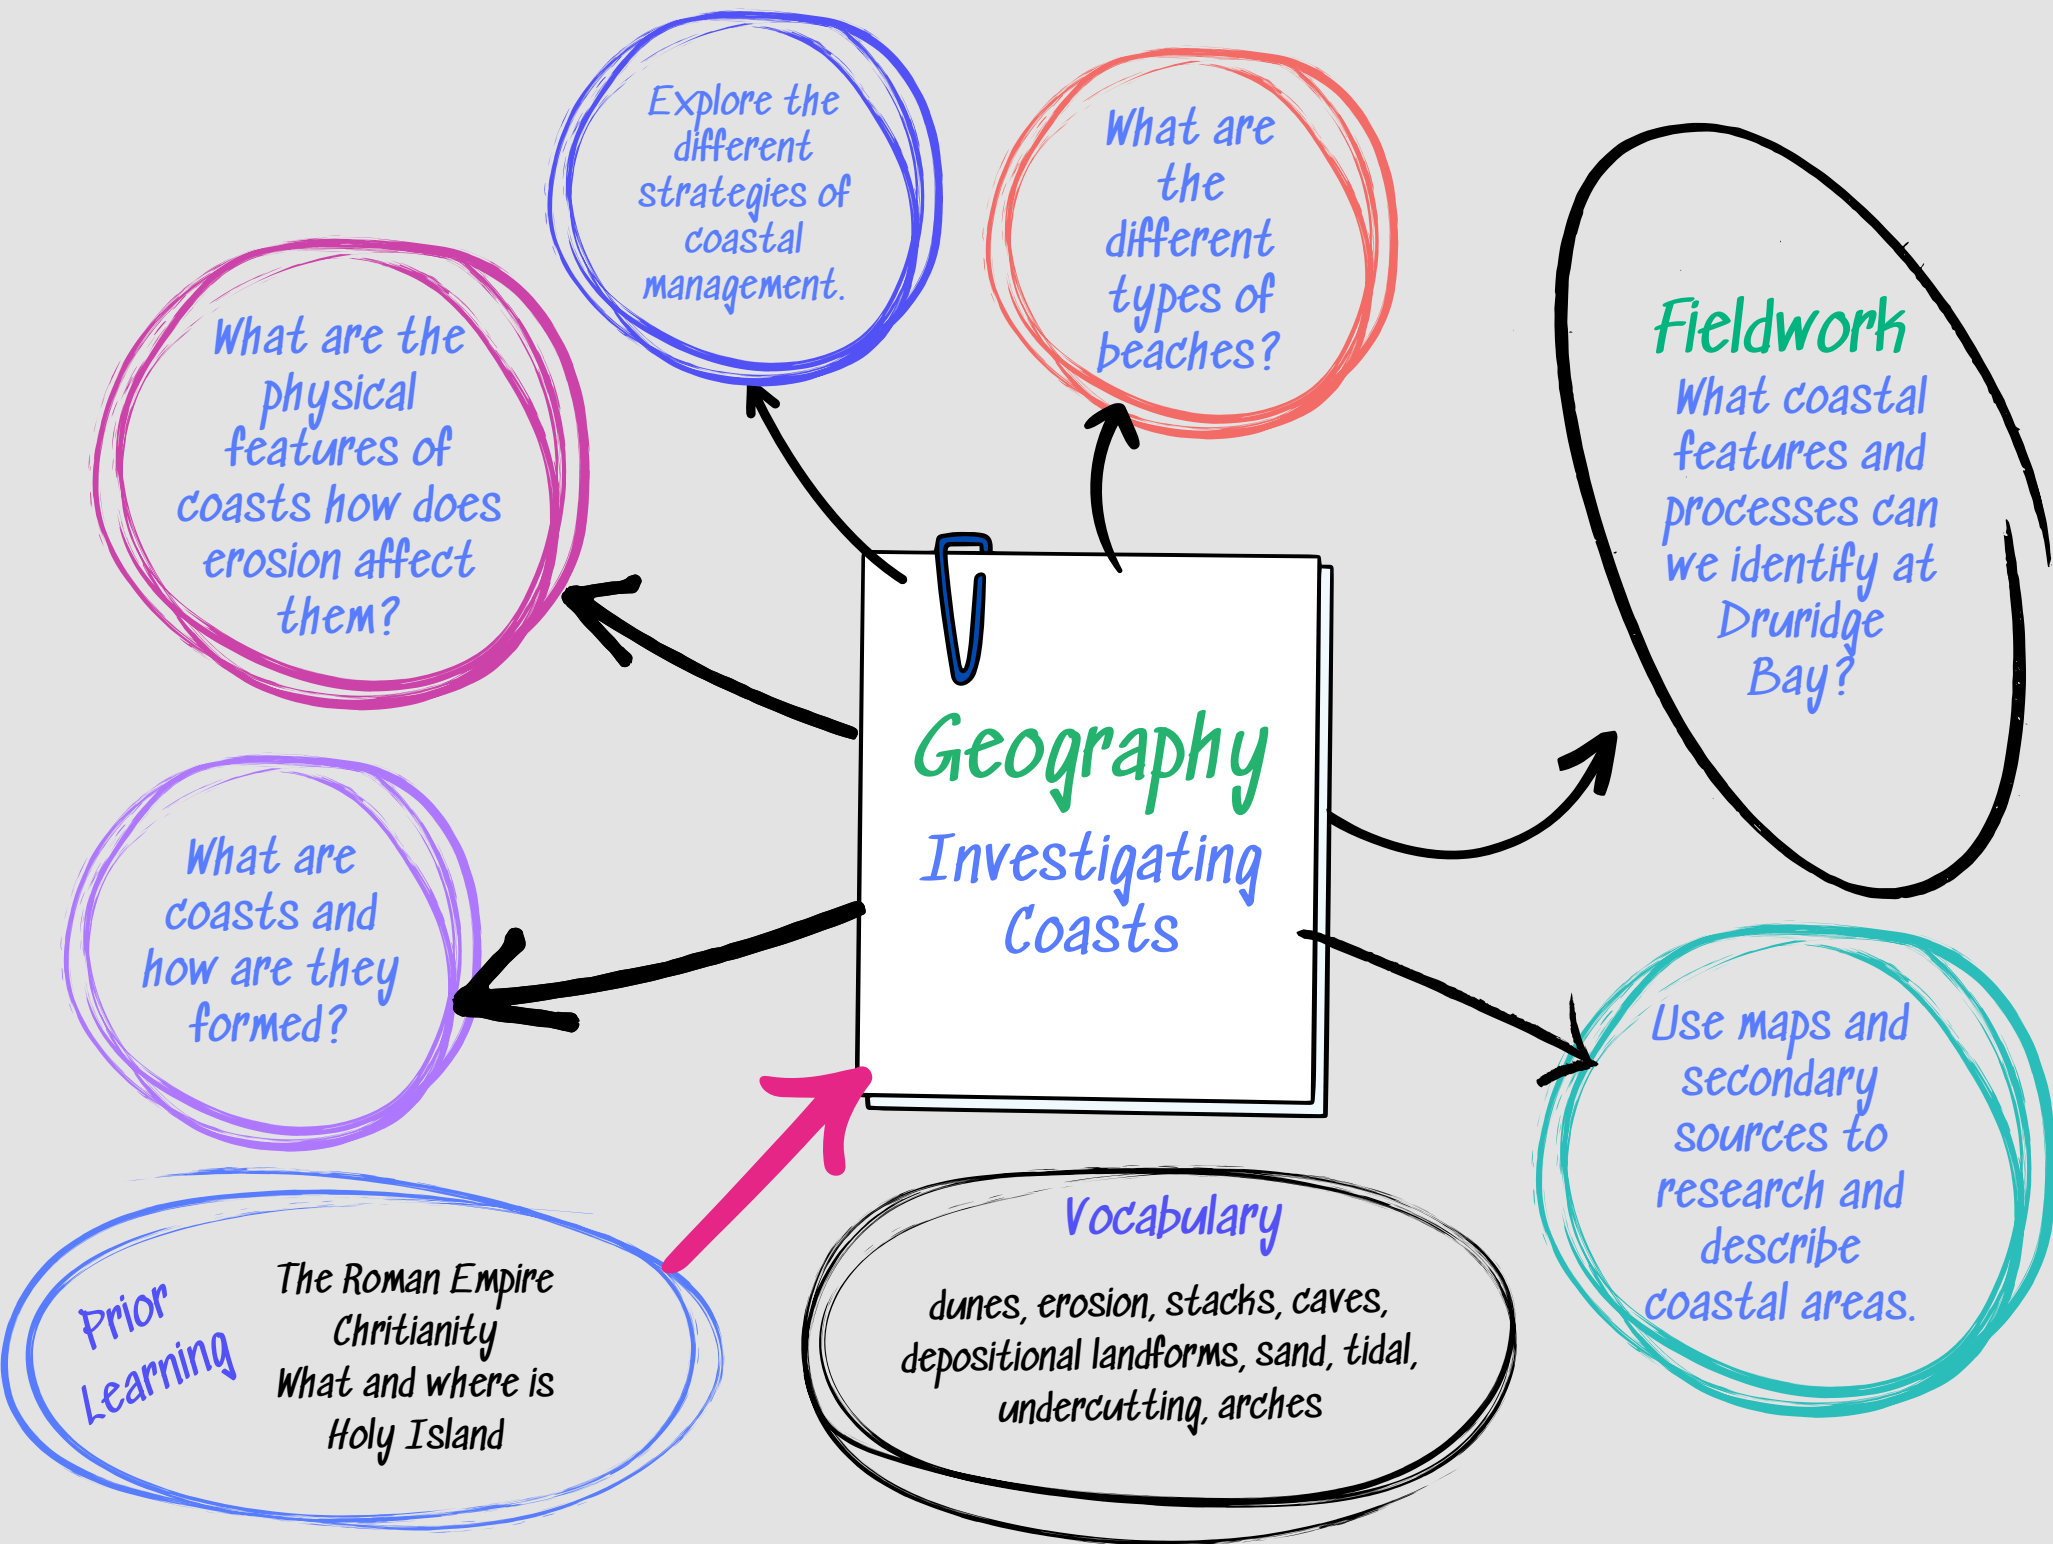 Explore the
different
strategies of
coastal
management.
What are
the
different
types of
beaches?
Fieldwork
What coastal
features and
processes can
we identify at
Druridge
Bay?
What are the
physical
features of
coasts how does
erosion affect
them?
Geography
Investigating
Coasts
What are
coasts and
how are they
formed?
Use maps and
secondary
sources to
research and
describe
coastal areas.
Prior
Learning
The Roman Empire
Chritianity
What and where is
Holy Island
Vocabulary
dunes, erosion, stacks, caves,
depositional landforms, sand, tidal,
undercutting, arches